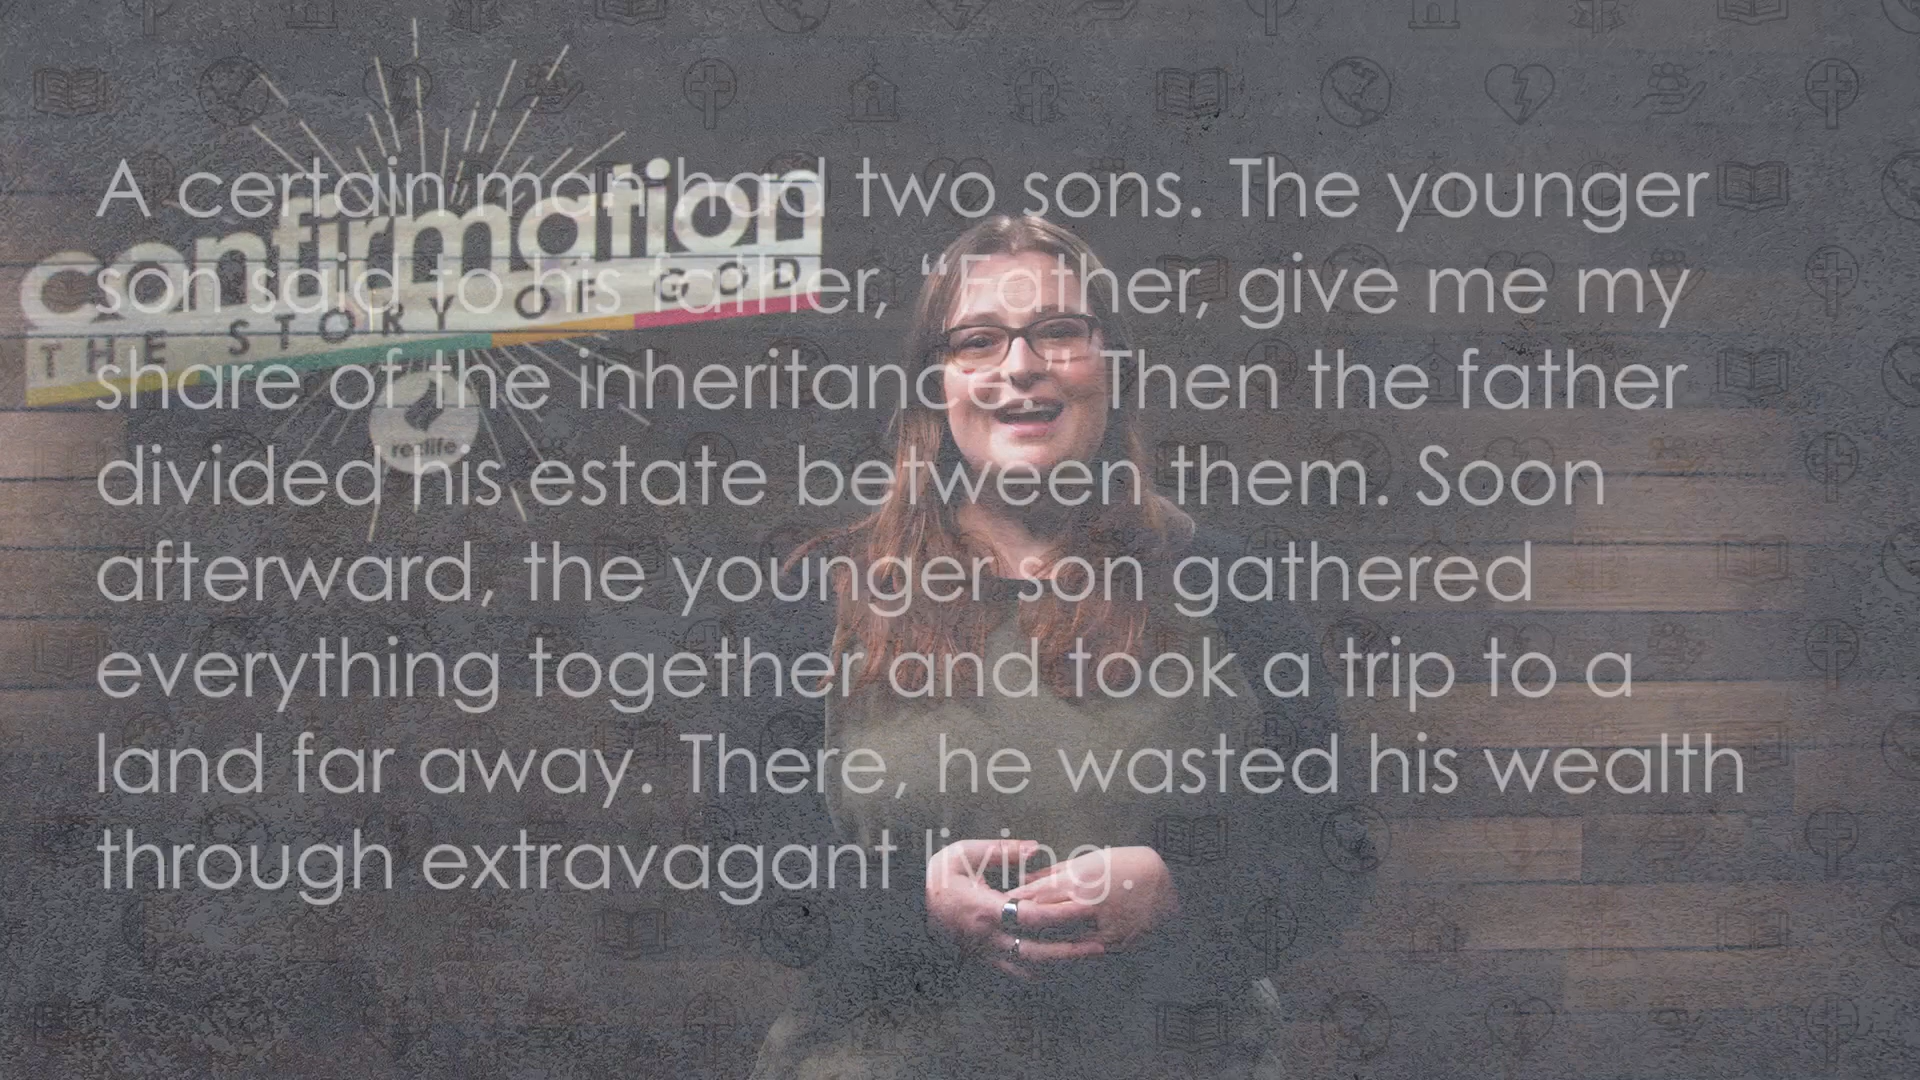 confirmation
THE STORY OF GOD
reallife
A certain man had two sons. The younger
son said to his father, “Father, give me my
share of the inheritance.” Then the father
divided his estate between them. Soon
afterward, the younger son gathered
everything together and took a trip to a
land far away. There, he wasted his wealth
through extravagant living.